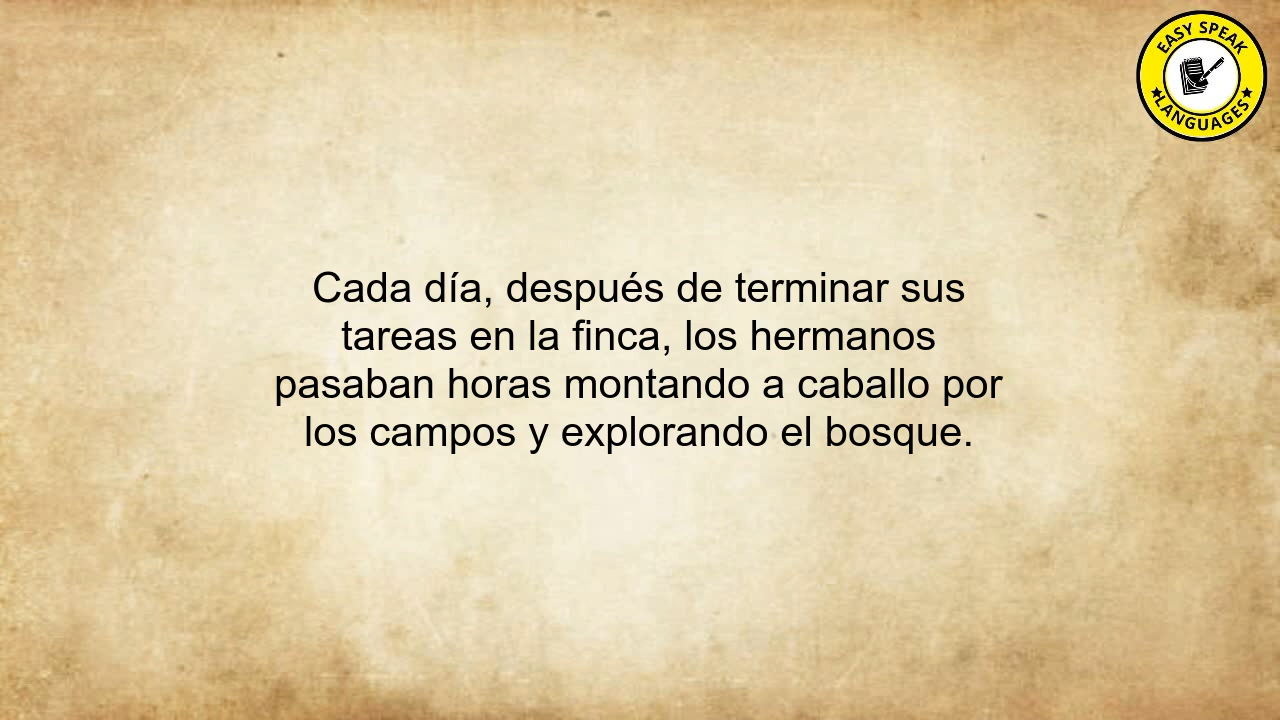 EASY SPEAK
LANGUAGES
Cada día, después de terminar sus
tareas en la finca, los hermanos
pasaban horas montando a caballo por
los campos y explorando el bosque.